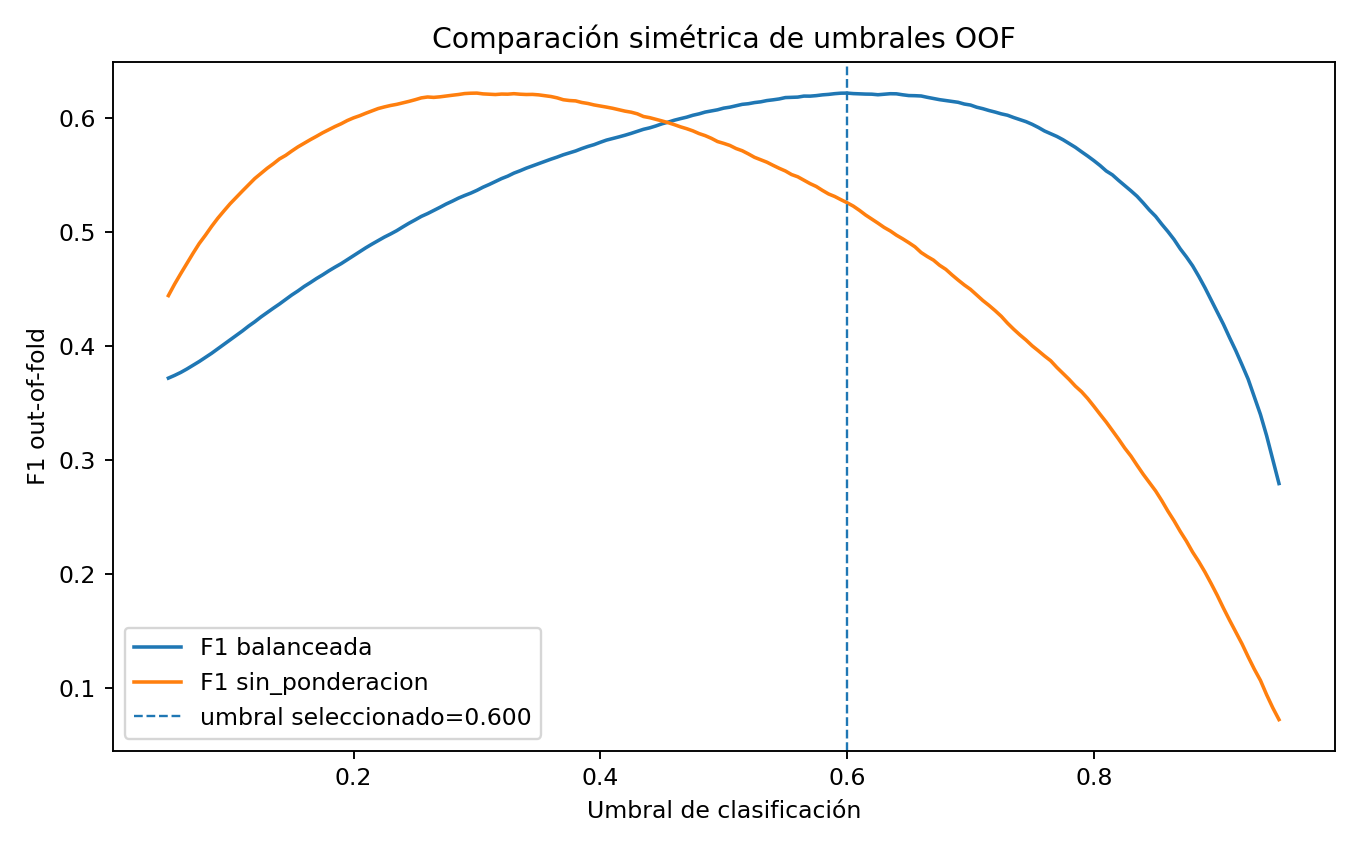 Comparación simétrica de umbrales OOF
F1 out-of-fold
0.6
0.5
0.4
0.3
0.2
0.1
F1 balanceada
F1 sin_ponderacion
umbral seleccionado=0.600
0.2 0.4 0.6 0.8
Umbral de clasificación